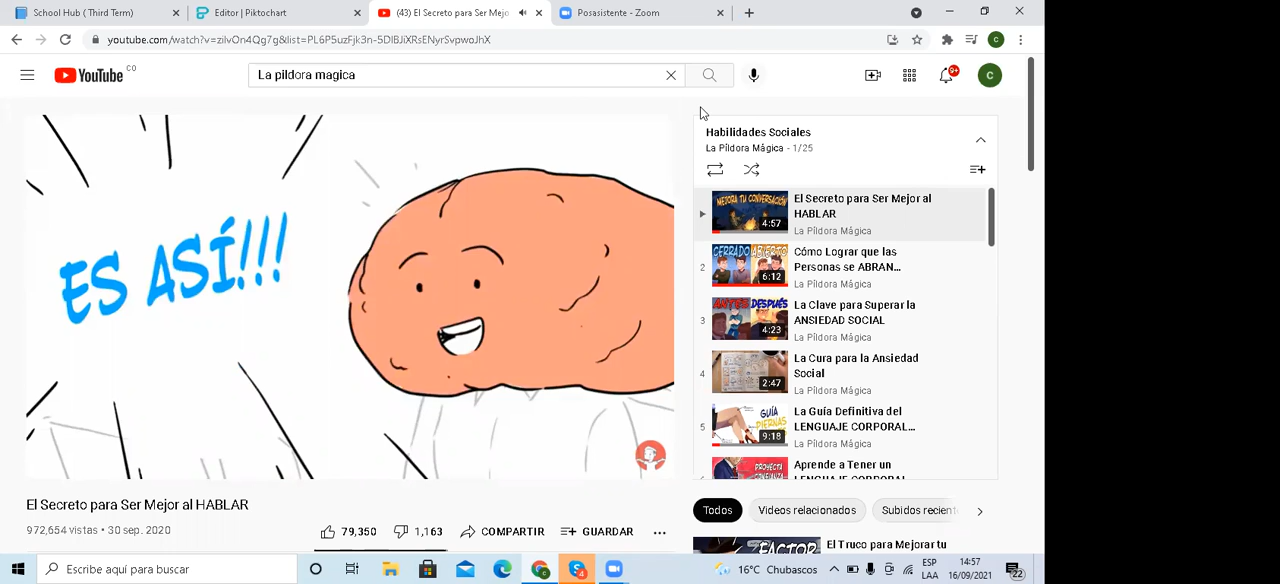 School Hub ( Third Term)
Editor | Piktochart
(43) El Secreto para Ser Mejo
Posasistente - Zoom
youtube.com/watch?v=zilvOn4Qg7g&list=PL6P5uzFjk3n-5DIBJiXRsENyrSvpwoJhX
YouTube CO
La pildora magica
9+
C
ES ASÍ!!!
Habilidades Sociales
La Píldora Mágica - 1/25
MEJORA TU CONVERSACIÓN
4:57
El Secreto para Ser Mejor al
HABLAR
La Píldora Mágica
2
CERRADO ABIERTO
6:12
Cómo Lograr que las
Personas se ABRAN...
La Píldora Mágica
3
ANTES DESPUÉS
4:23
La Clave para Superar la
ANSIEDAD SOCIAL
La Píldora Mágica
4
2:47
La Cura para la Ansiedad
Social
La Píldora Mágica
5
GUÍA
PIERNAS
9:18
La Guía Definitiva del
LENGUAJE CORPORAL...
La Píldora Mágica
PROYECTA
Aprende a Tener un
LENGUAJE CORPORAL
El Secreto para Ser Mejor al HABLAR
972,654 vistas • 30 sep. 2020
79,350
1,163
COMPARTIR
GUARDAR
Todos
Videos relacionados
Subidos recient
FACTOR
El Truco para Mejorar tu
Escribe aquí para buscar
16°C Chubascos
ESP
LAA
14:57
16/09/2021
22